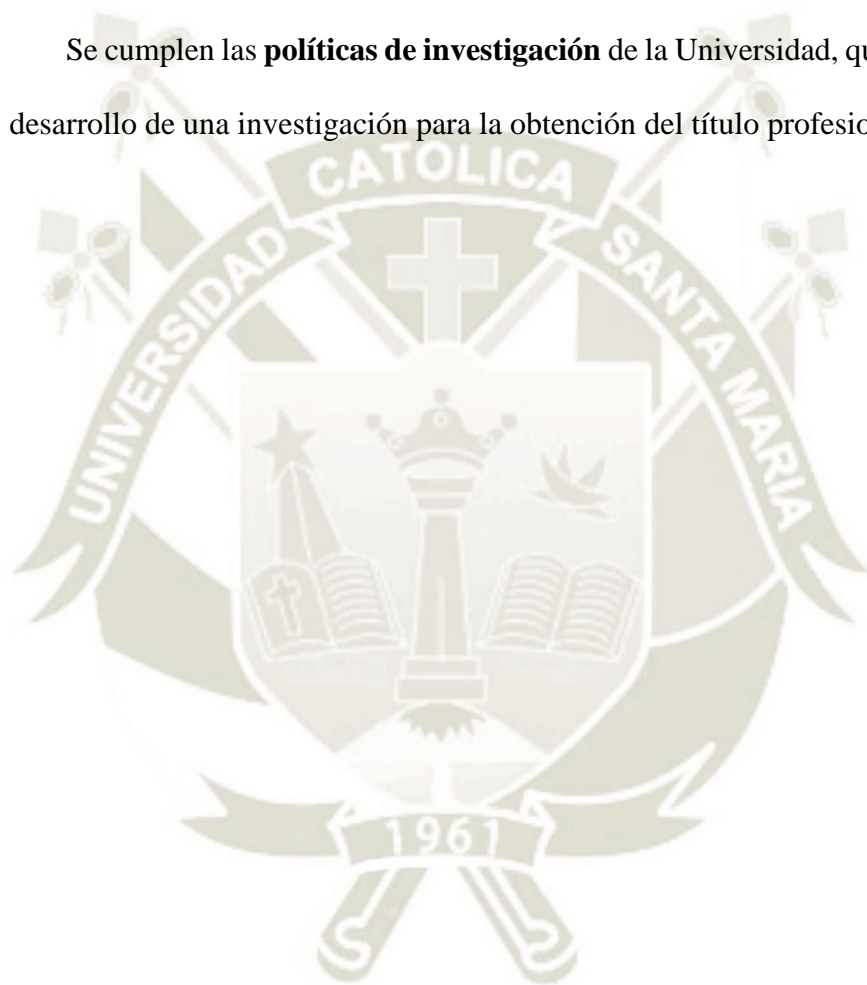 Se cumplen las políticas de investigación de la Universidad, qu
desarrollo de una investigación para la obtención del título profesio
CATOLICA
UNIVERSIDAD
SANTA MARIA
1961